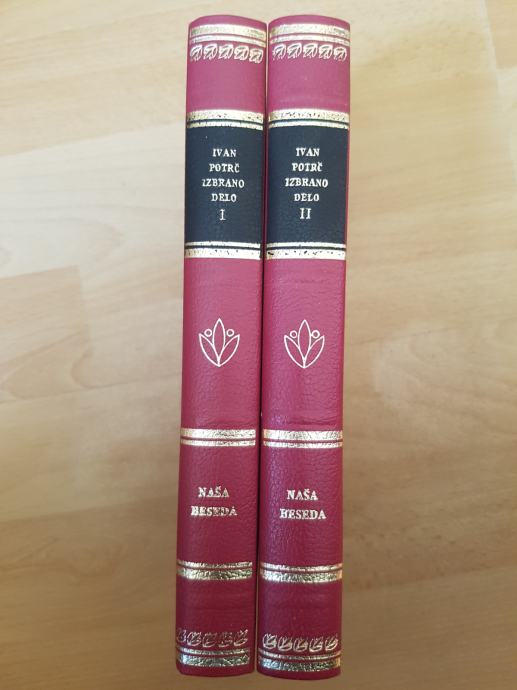 IVAN
POTRČ
IZBRANO
DELO
I
NAŠA
BESEDA
IVAN
POTRČ
IZBRANO
DELO
II
NAŠA
BESEDA